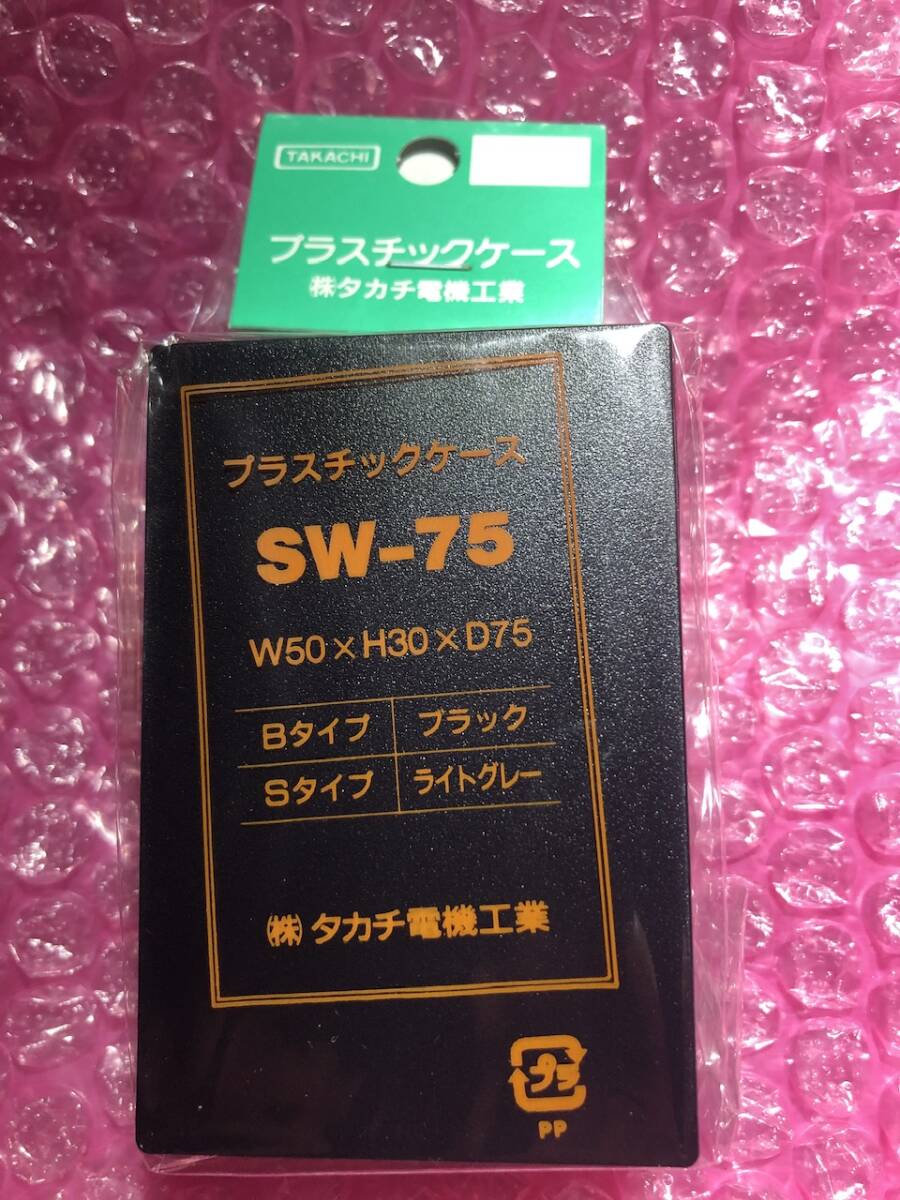 TAKACHI
プラスチックケース
㈱タカチ電機工業
プラスチックケース
SW-75
W50×H30×D75
Bタイプ ブラック
Sタイプ ライトグレー
㈱タカチ電機工業
プラ
PP